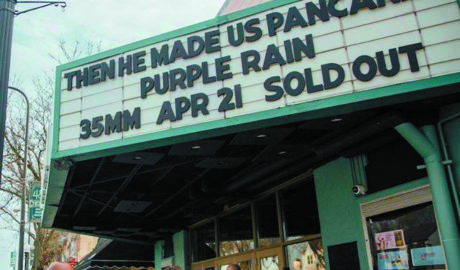 THEN HE MADE US PANCAK
PURPLE RAIN
35MM APR 21 SOLD OUT